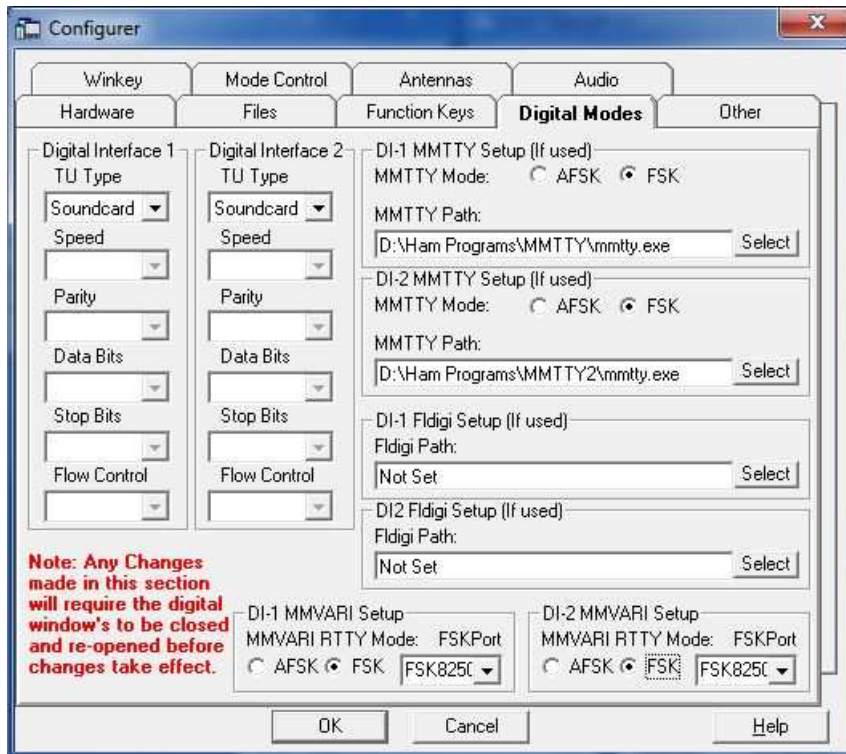 Configurer
Winkey
Mode Control
Antennas
Audio
Hardware
Files
Function Keys
Digital Modes
Other
Digital Interface 1
TU Type
Soundcard
Speed
Parity
Data Bits
Stop Bits
Flow Control
Digital Interface 2
TU Type
Soundcard
Speed
Parity
Data Bits
Stop Bits
Flow Control
DI-1 MMTTY Setup (If used)
MMTTY Mode: AFSK FSK
MMTTY Path:
D:\Ham Programs\MMTTY\mmtty.exe Select
DI-2 MMTTY Setup (If used)
MMTTY Mode: AFSK FSK
MMTTY Path:
D:\Ham Programs\MMTTY2\mmtty.exe Select
DI-1 Fldigi Setup (If used)
Fldigi Path:
Not Set Select
DI2 Fldigi Setup (If used)
Fldigi Path:
Not Set Select
Note: Any Changes
made in this section
will require the digital
window's to be closed
and re-opened before
changes take effect.
DI-1 MMVARI Setup
MMVARI RTTY Mode: FSKPort
AFSK FSK FSK8250
DI-2 MMVARI Setup
MMVARI RTTY Mode: FSKPort
AFSK FSK FSK8250
OK
Cancel
Help